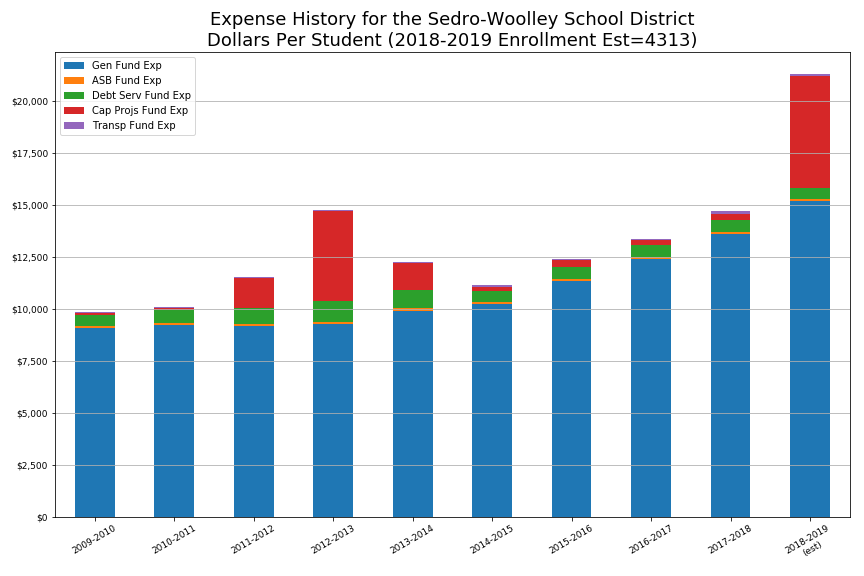 Expense History for the Sedro-Woolley School District
Dollars Per Student (2018-2019 Enrollment Est=4313)
Gen Fund Exp
ASB Fund Exp
Debt Serv Fund Exp
Cap Projs Fund Exp
Transp Fund Exp
$20,000
$17,500
$15,000
$12,500
$10,000
$7,500
$5,000
$2,500
$0
2009-2010
2010-2011
2011-2012
2012-2013
2013-2014
2014-2015
2015-2016
2016-2017
2017-2018
2018-2019
(est)